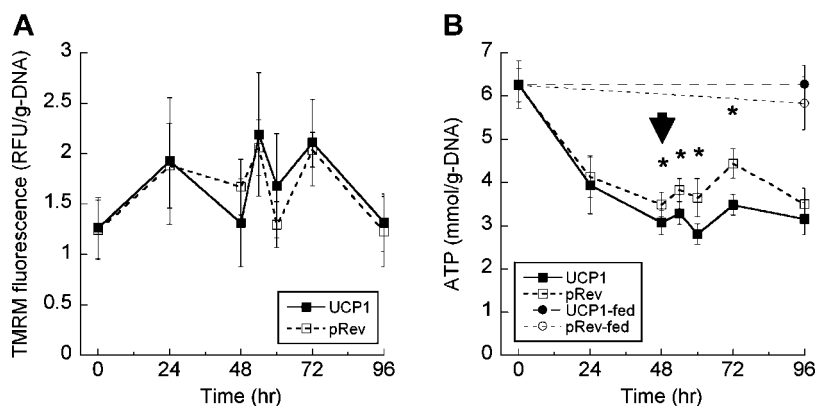 A
TMRM fluorescence (RFU/g-DNA)
3
2.5
2
1.5
1
0.5
0
UCP1
pRev
0 24 48 72 96
Time (hr)
B
ATP (mmol/g-DNA)
7
6
5
4
3
2
1
0
* * * *
UCP1
pRev
UCP1-fed
pRev-fed
0 24 48 72 96
Time (hr)